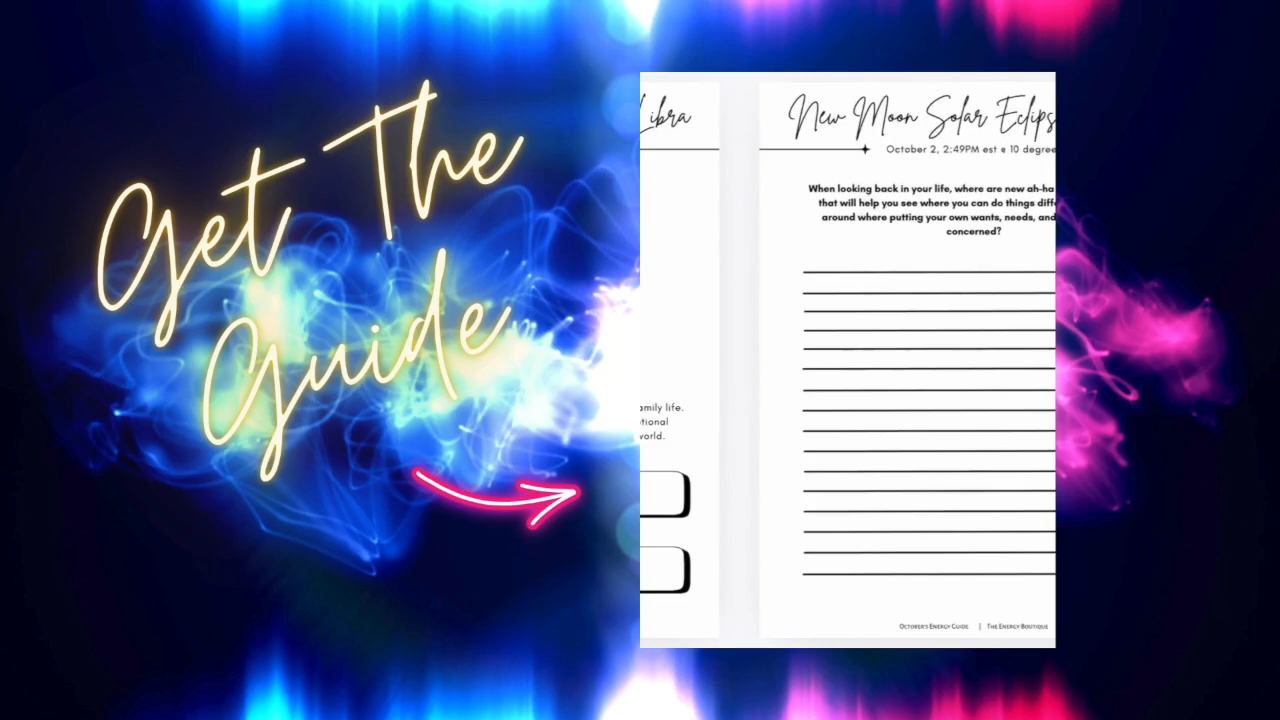 Get The
Guide
Libra
amily life.
otional
world.
New Moon Solar Eclips
October 2, 2:49PM est @ 10 degree
When looking back in your life, where are new ah-ha
that will help you see where you can do things diff
around where putting your own wants, needs, and
concerned?
October's Energy Guide | The Energy Boutique